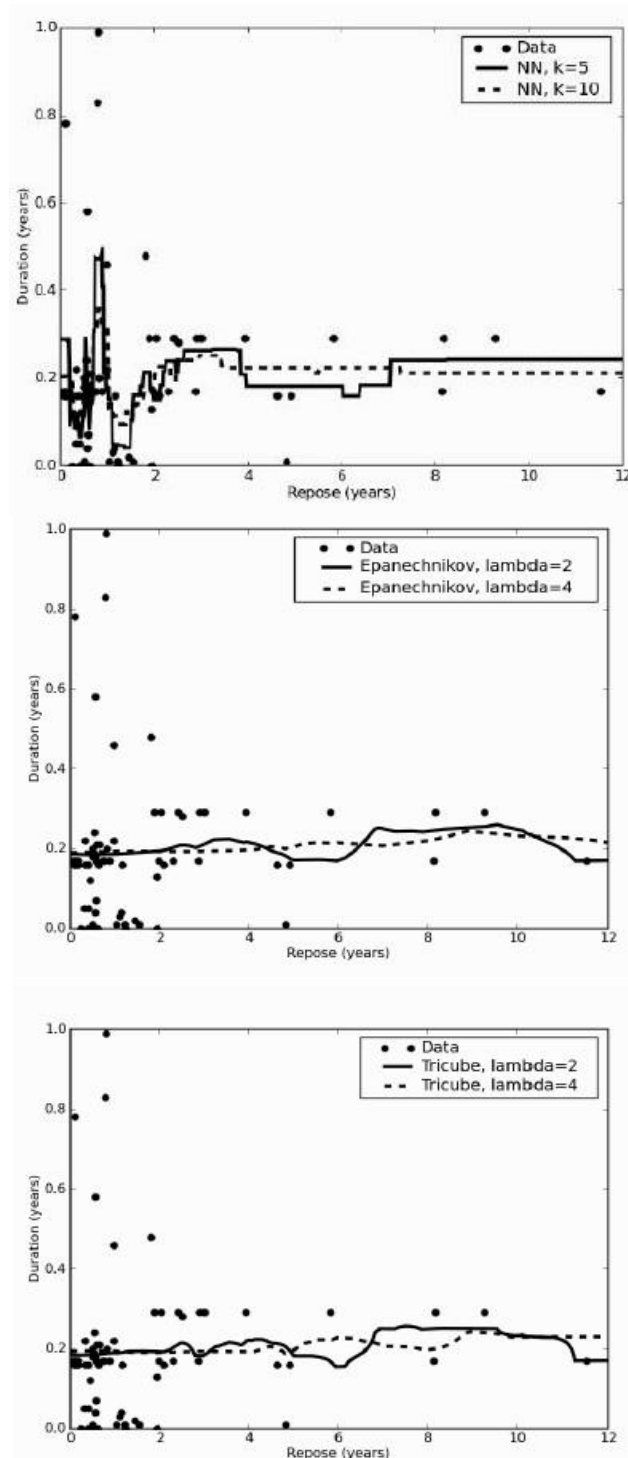 1.0
Data
NN, k=5
NN, k=10
0.8
0.6
Duration (years)
0.4
0.2
0.0
0 2 4 6 8 10 12
Repose (years)
1.0
Data
Epanechnikov, lambda=2
Epanechnikov, lambda=4
0.8
0.6
Duration (years)
0.4
0.2
0.0
0 2 4 6 8 10 12
Repose (years)
1.0
Data
Tricube, lambda=2
Tricube, lambda=4
0.8
0.6
Duration (years)
0.4
0.2
0.0
0 2 4 6 8 10 12
Repose (years)